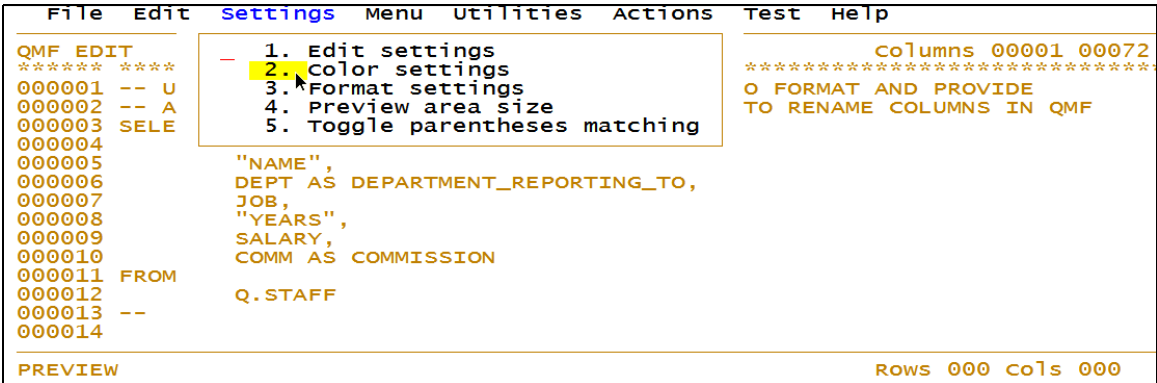 File Edit Settings Menu Utilities Actions Test Help
QMF EDIT _ 1. Edit settings Columns 00001 00072
****** **** 2. Color settings *****************************
000001 -- U 3. Format settings O FORMAT AND PROVIDE
000002 -- A 4. Preview area size TO RENAME COLUMNS IN QMF
000003 SELE 5. Toggle parentheses matching
000004
000005 "NAME",
000006 DEPT AS DEPARTMENT_REPORTING_TO,
000007 JOB,
000008 "YEARS",
000009 SALARY,
000010 COMM AS COMMISSION
000011 FROM
000012 Q.STAFF
000013 --
000014
PREVIEW Rows 000 Cols 000